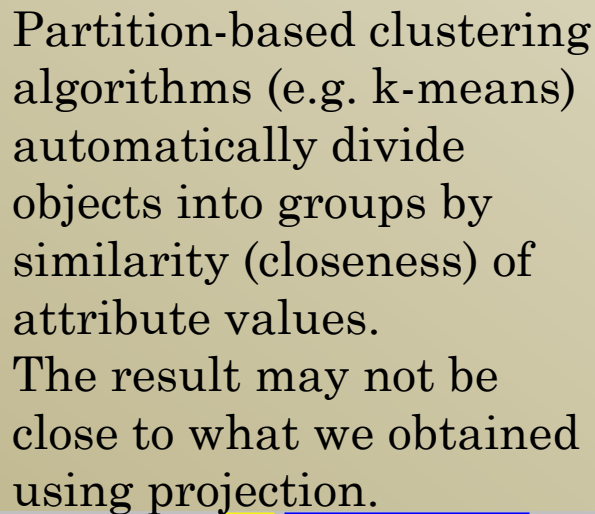 Partition-based clustering
algorithms (e.g. k-means)
automatically divide
objects into groups by
similarity (closeness) of
attribute values.
The result may not be
close to what we obtained
using projection.